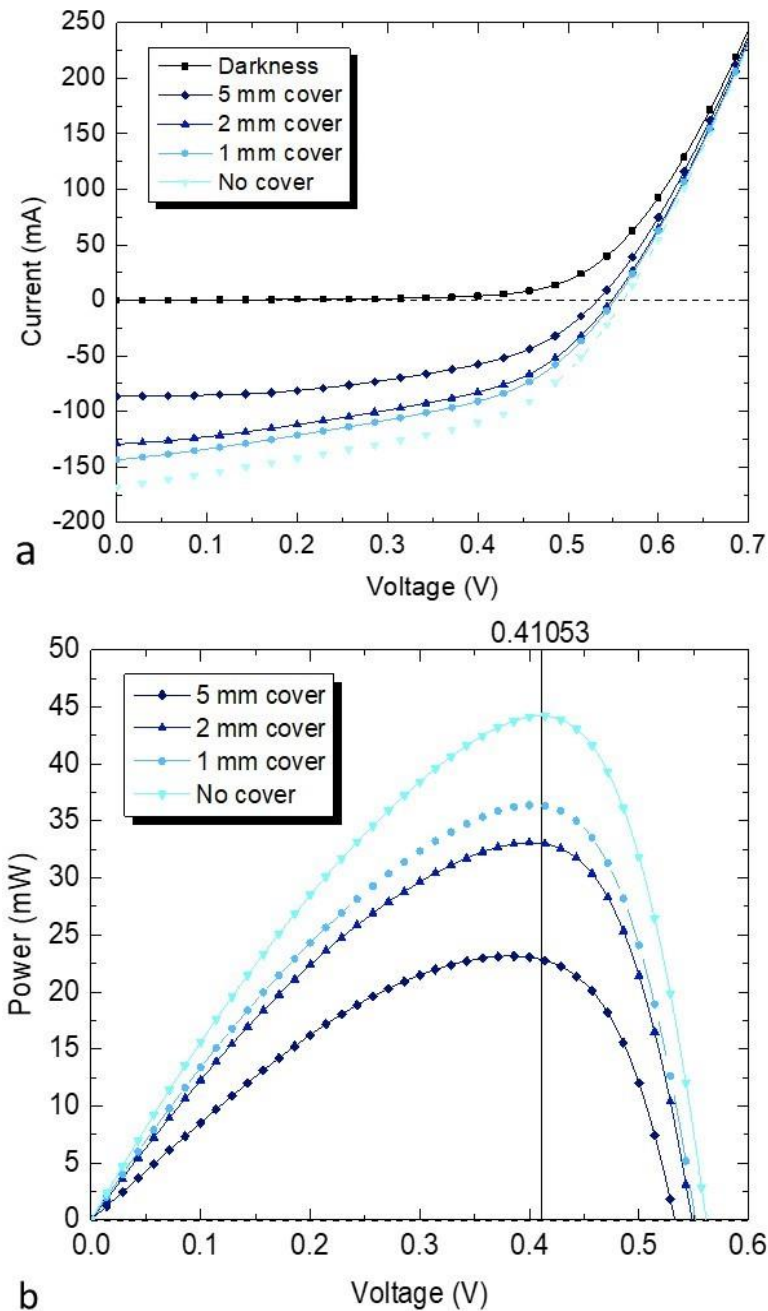 250
200
150
100
50
0
-50
-100
-150
-200
Current (mA)
Darkness
5 mm cover
2 mm cover
1 mm cover
No cover
0.0 0.1 0.2 0.3 0.4 0.5 0.6 0.7
a
Voltage (V)
0.41053
50
45
40
35
30
25
20
15
10
5
0
Power (mW)
5 mm cover
2 mm cover
1 mm cover
No cover
0.0 0.1 0.2 0.3 0.4 0.5 0.6
b
Voltage (V)